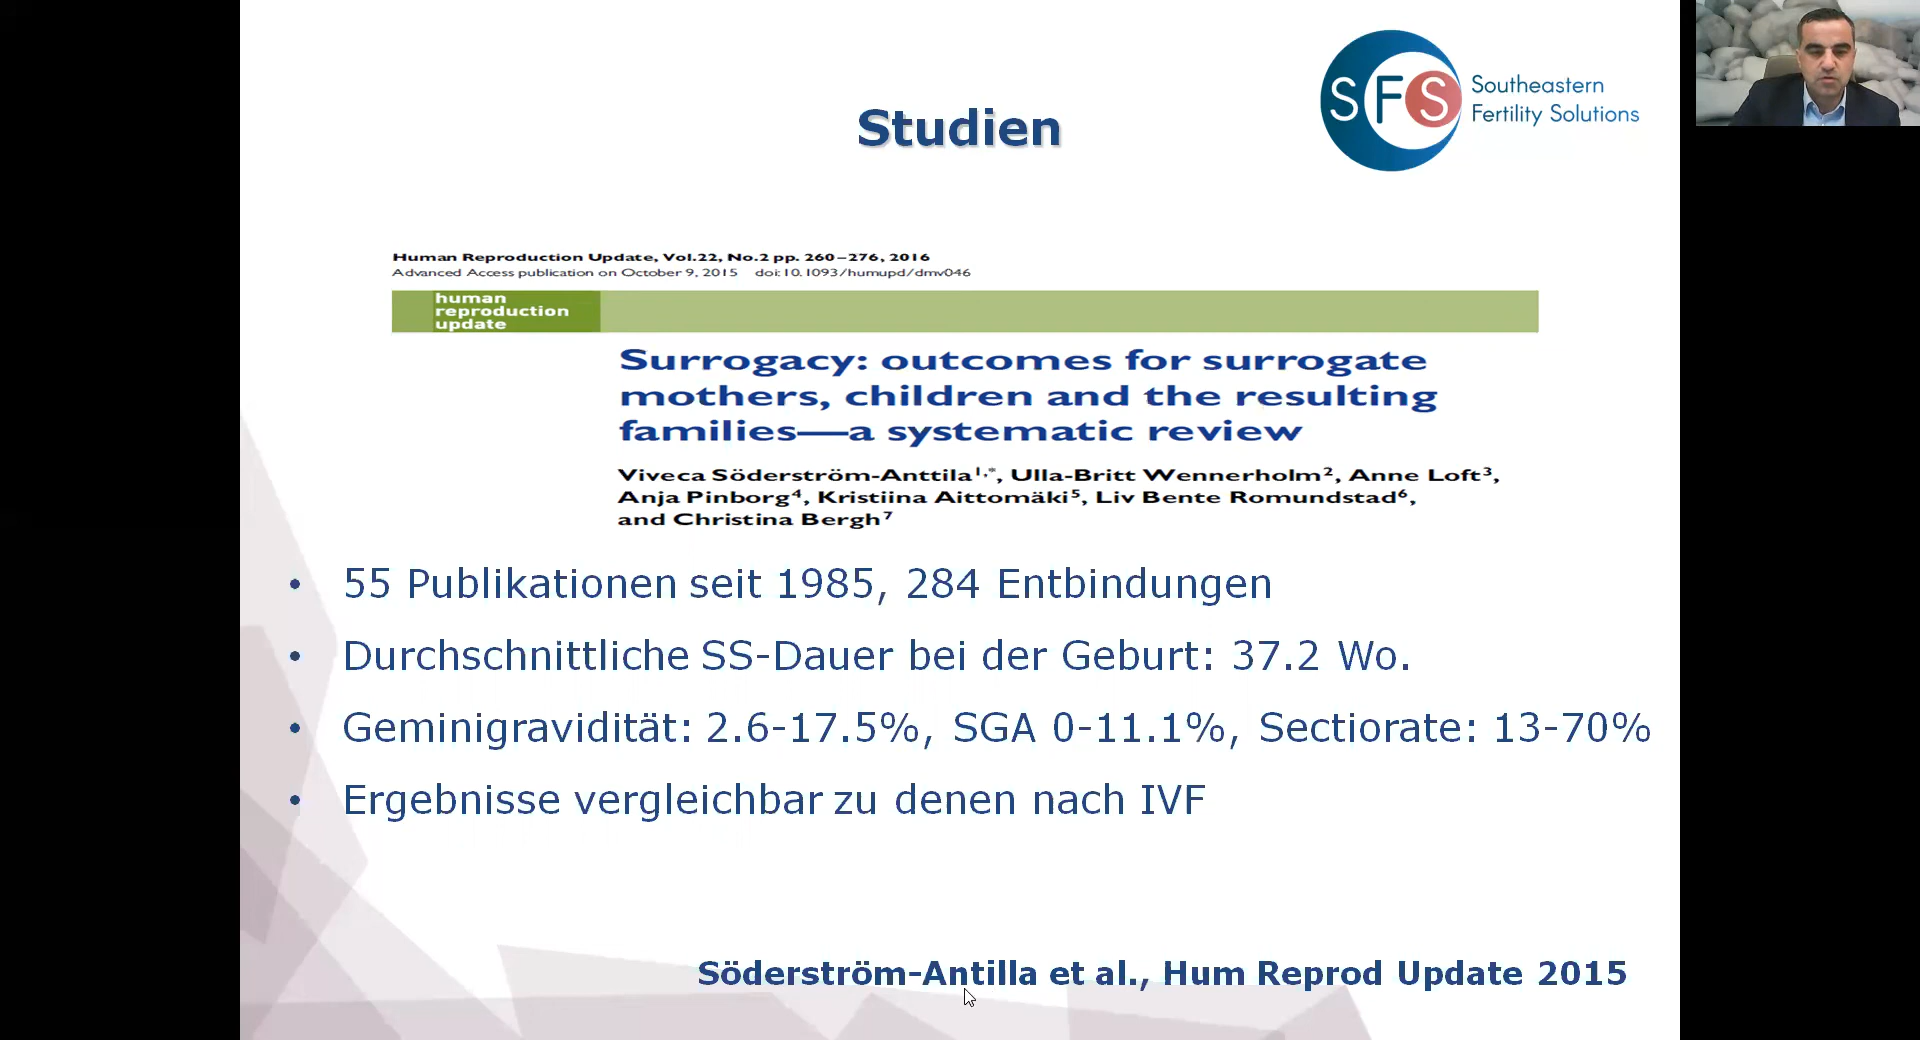 Studien
SFS
Southeastern
Fertility Solutions
Human Reproduction Update, Vol.22, No.2 pp. 260–276, 2016
Advanced Access publication on October 9, 2015 doi:10.1093/humupd/dmv046
human
reproduction
update
Surrogacy: outcomes for surrogate
mothers, children and the resulting
families—a systematic review
Viveca Söderström-Anttila¹,*, Ulla-Britt Wennerholm², Anne Loft³,
Anja Pinborg⁴, Kristiina Aittomäki⁵, Liv Bente Romundstad⁶,
and Christina Bergh⁷
• 55 Publikationen seit 1985, 284 Entbindungen
• Durchschnittliche SS-Dauer bei der Geburt: 37.2 Wo.
• Geminigravidität: 2.6-17.5%, SGA 0-11.1%, Sectiorate: 13-70%
• Ergebnisse vergleichbar zu denen nach IVF
Söderström-Antilla et al., Hum Reprod Update 2015